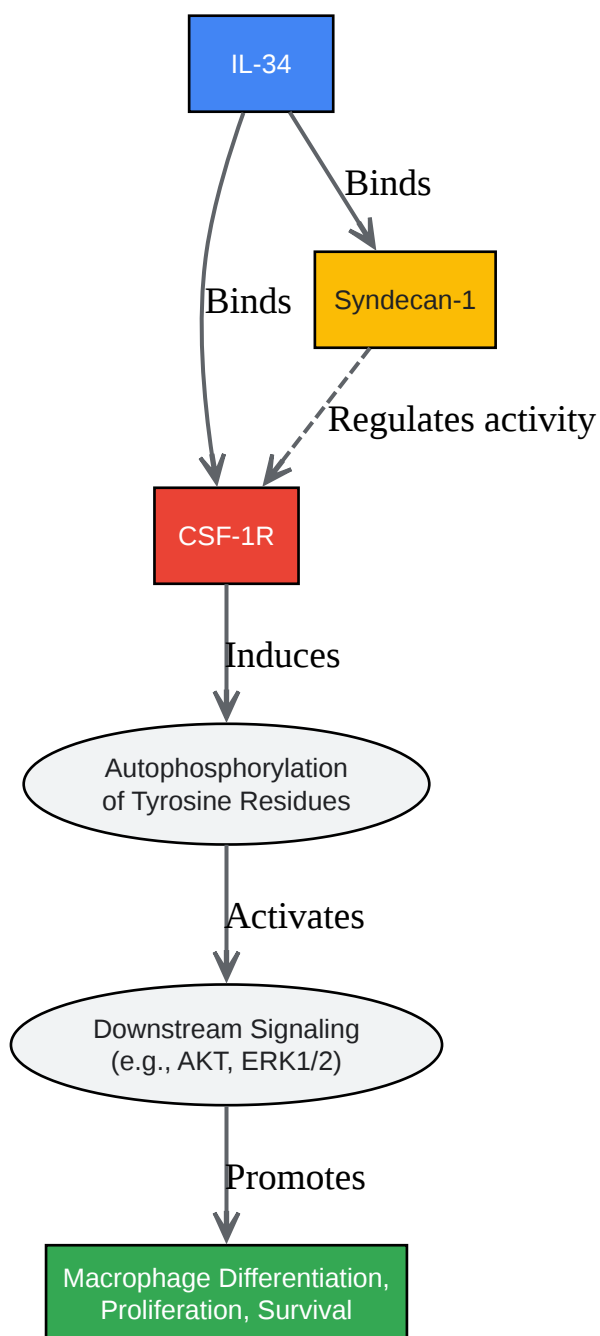 IL-34
Binds
Syndecan-1
Binds
Regulates activity
CSF-1R
Induces
Autophosphorylation
of Tyrosine Residues
Activates
Downstream Signaling
(e.g., AKT, ERK1/2)
Promotes
Macrophage Differentiation,
Proliferation, Survival